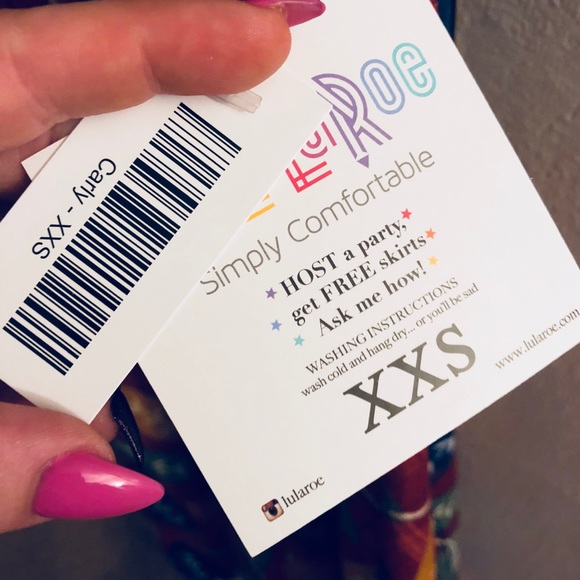 Carly - XXS
LuLaRoe
Simply Comfortable
HOST a party,
get FREE skirts
Ask me how!
WASHING INSTRUCTIONS
wash cold and hang dry... or you'll be sad
XXS
www.lularoe.com
lularoe